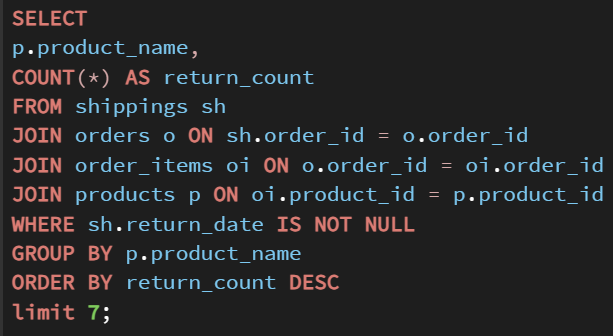 SELECT
p.product_name,
COUNT(*) AS return_count
FROM shippings sh
JOIN orders o ON sh.order_id = o.order_id
JOIN order_items oi ON o.order_id = oi.order_id
JOIN products p ON oi.product_id = p.product_id
WHERE sh.return_date IS NOT NULL
GROUP BY p.product_name
ORDER BY return_count DESC
limit 7;